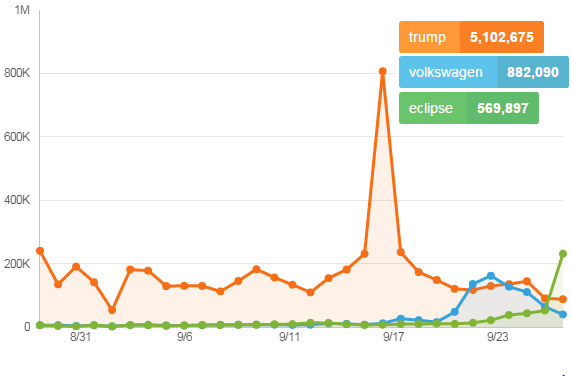 1M
trump 5,102,675
volkswagen 882,090
800K
eclipse 569,897
600K
400K
200K
0
8/31 9/6 9/11 9/17 9/23